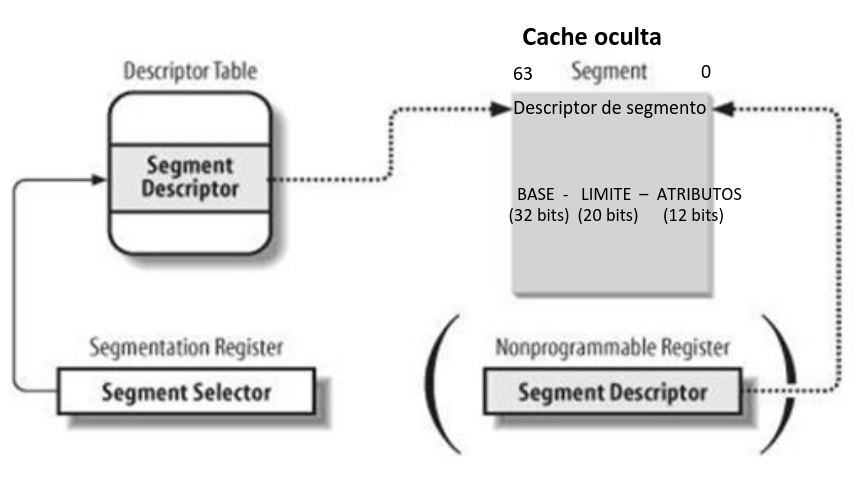 Cache oculta
Descriptor Table
63 Segment 0
Descriptor de segmento
Segment
Descriptor
BASE - LIMITE – ATRIBUTOS
(32 bits) (20 bits) (12 bits)
Segmentation Register
Segment Selector
Nonprogrammable Register
Segment Descriptor